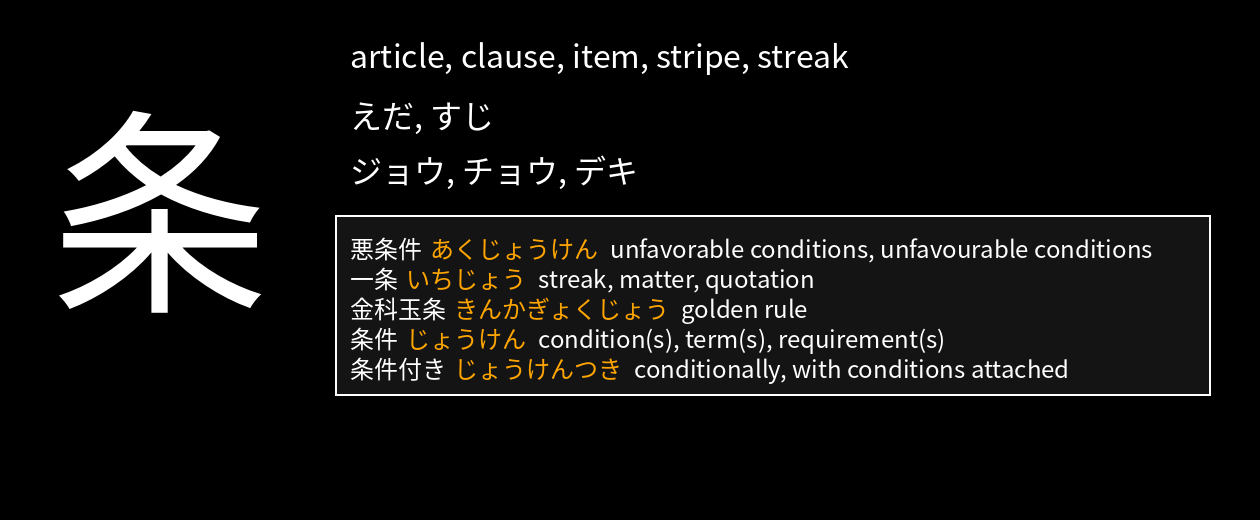 条
article, clause, item, stripe, streak
えだ, すじ
ジョウ, チョウ, デキ
悪条件 あくじょうけん unfavorable conditions, unfavourable conditions
一条 いちじょう streak, matter, quotation
金科玉条 きんかぎょくじょう golden rule
条件 じょうけん condition(s), term(s), requirement(s)
条件付き じょうけんつき conditionally, with conditions attached